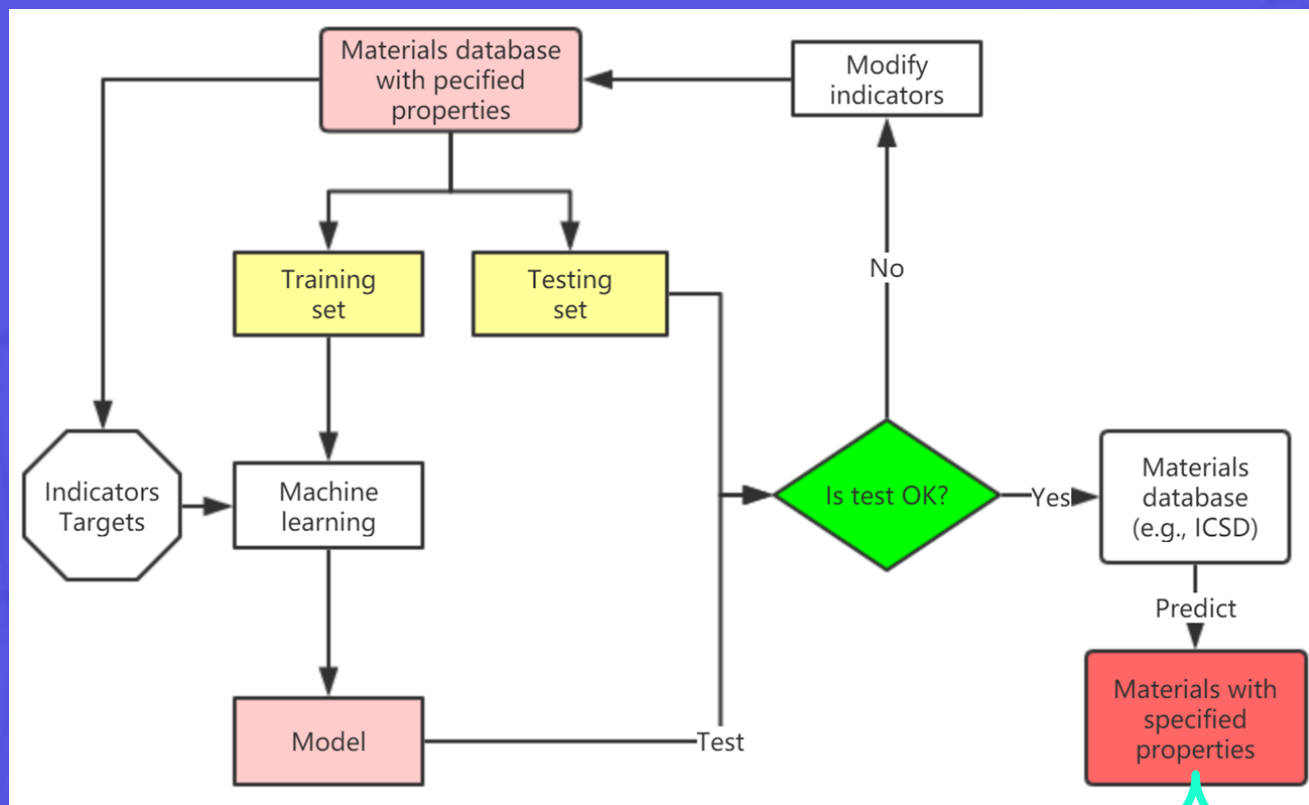 Materials database
with pecified
properties
Modify
indicators
Training
set
Testing
set
No
Indicators
Targets
Machine
learning
Is test OK?
Yes
Materials
database
(e.g., ICSD)
Predict
Model
Test
Materials with
specified
properties